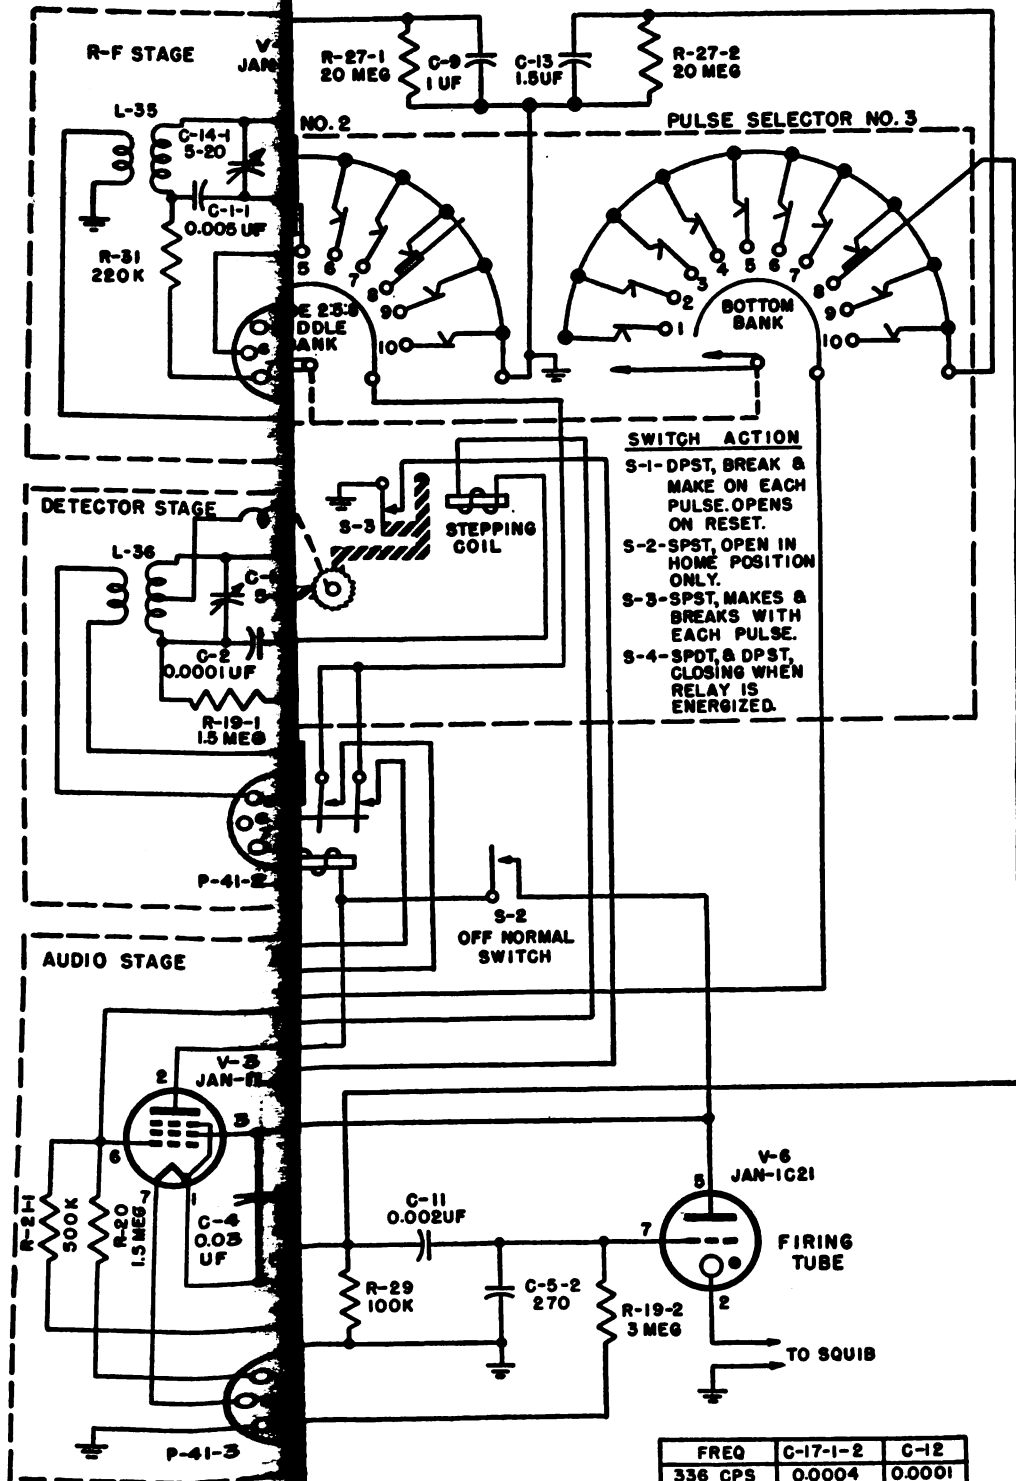 R-F STAGE
V
JAN
R-27-1
20 MEG
C-9
1 UF
C-13
1.5UF
R-27-2
20 MEG
L-35
C-14-1
5-20
C-1-1
0.005 UF
R-31
220 K
NO. 2
PULSE SELECTOR NO. 3
5
6
7
8
9
10
DDLE
ANK
1
2
3
4
5
6
7
8
9
10
BOTTOM
BANK
SWITCH ACTION
S-1- DPST, BREAK &
MAKE ON EACH
PULSE. OPENS
ON RESET.
S-2-SPST, OPEN IN
HOME POSITION
ONLY.
S-3-SPST, MAKES &
BREAKS WITH
EACH PULSE.
S-4-SPDT, & DPST,
CLOSING WHEN
RELAY IS
ENERGIZED.
DETECTOR STAGE
S-3
STEPPING
COIL
L-36
C-2
0.0001UF
R-19-1
1.5 MEG
P-41-2
S-2
OFF NORMAL
SWITCH
AUDIO STAGE
V-3
2
3
6
7
1
R-21-1
500K
R-20
1.5 MEG
C-4
0.03
UF
P-41-3
C-11
0.002UF
R-29
100K
C-5-2
270
R-19-2
3 MEG
V-6
JAN-1C21
5
7
2
FIRING
TUBE
TO SQUIB
FREQ C-17-1-2 C-12
336 CPS 0.0004 0.0001